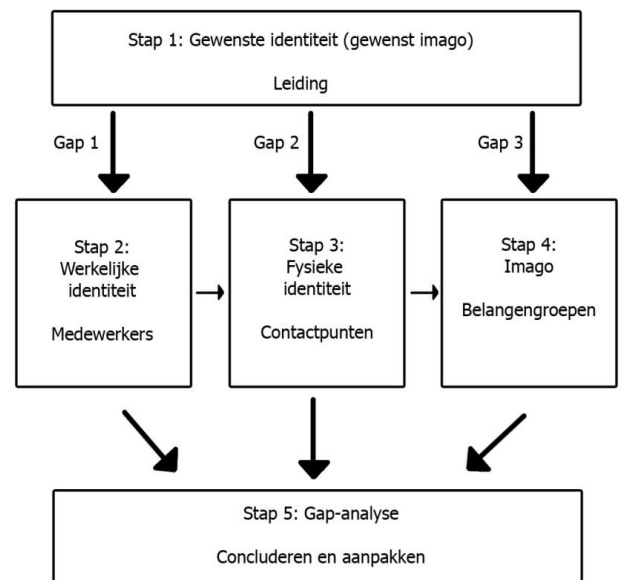 Stap 1: Gewenste identiteit (gewenst imago)
Leiding
Gap 1
Gap 2
Gap 3
Stap 2:
Werkelijke
identiteit
Medewerkers
Stap 3:
Fysieke
identiteit
Contactpunten
Stap 4:
Imago
Belangengroepen
Stap 5: Gap-analyse
Concluderen en aanpakken